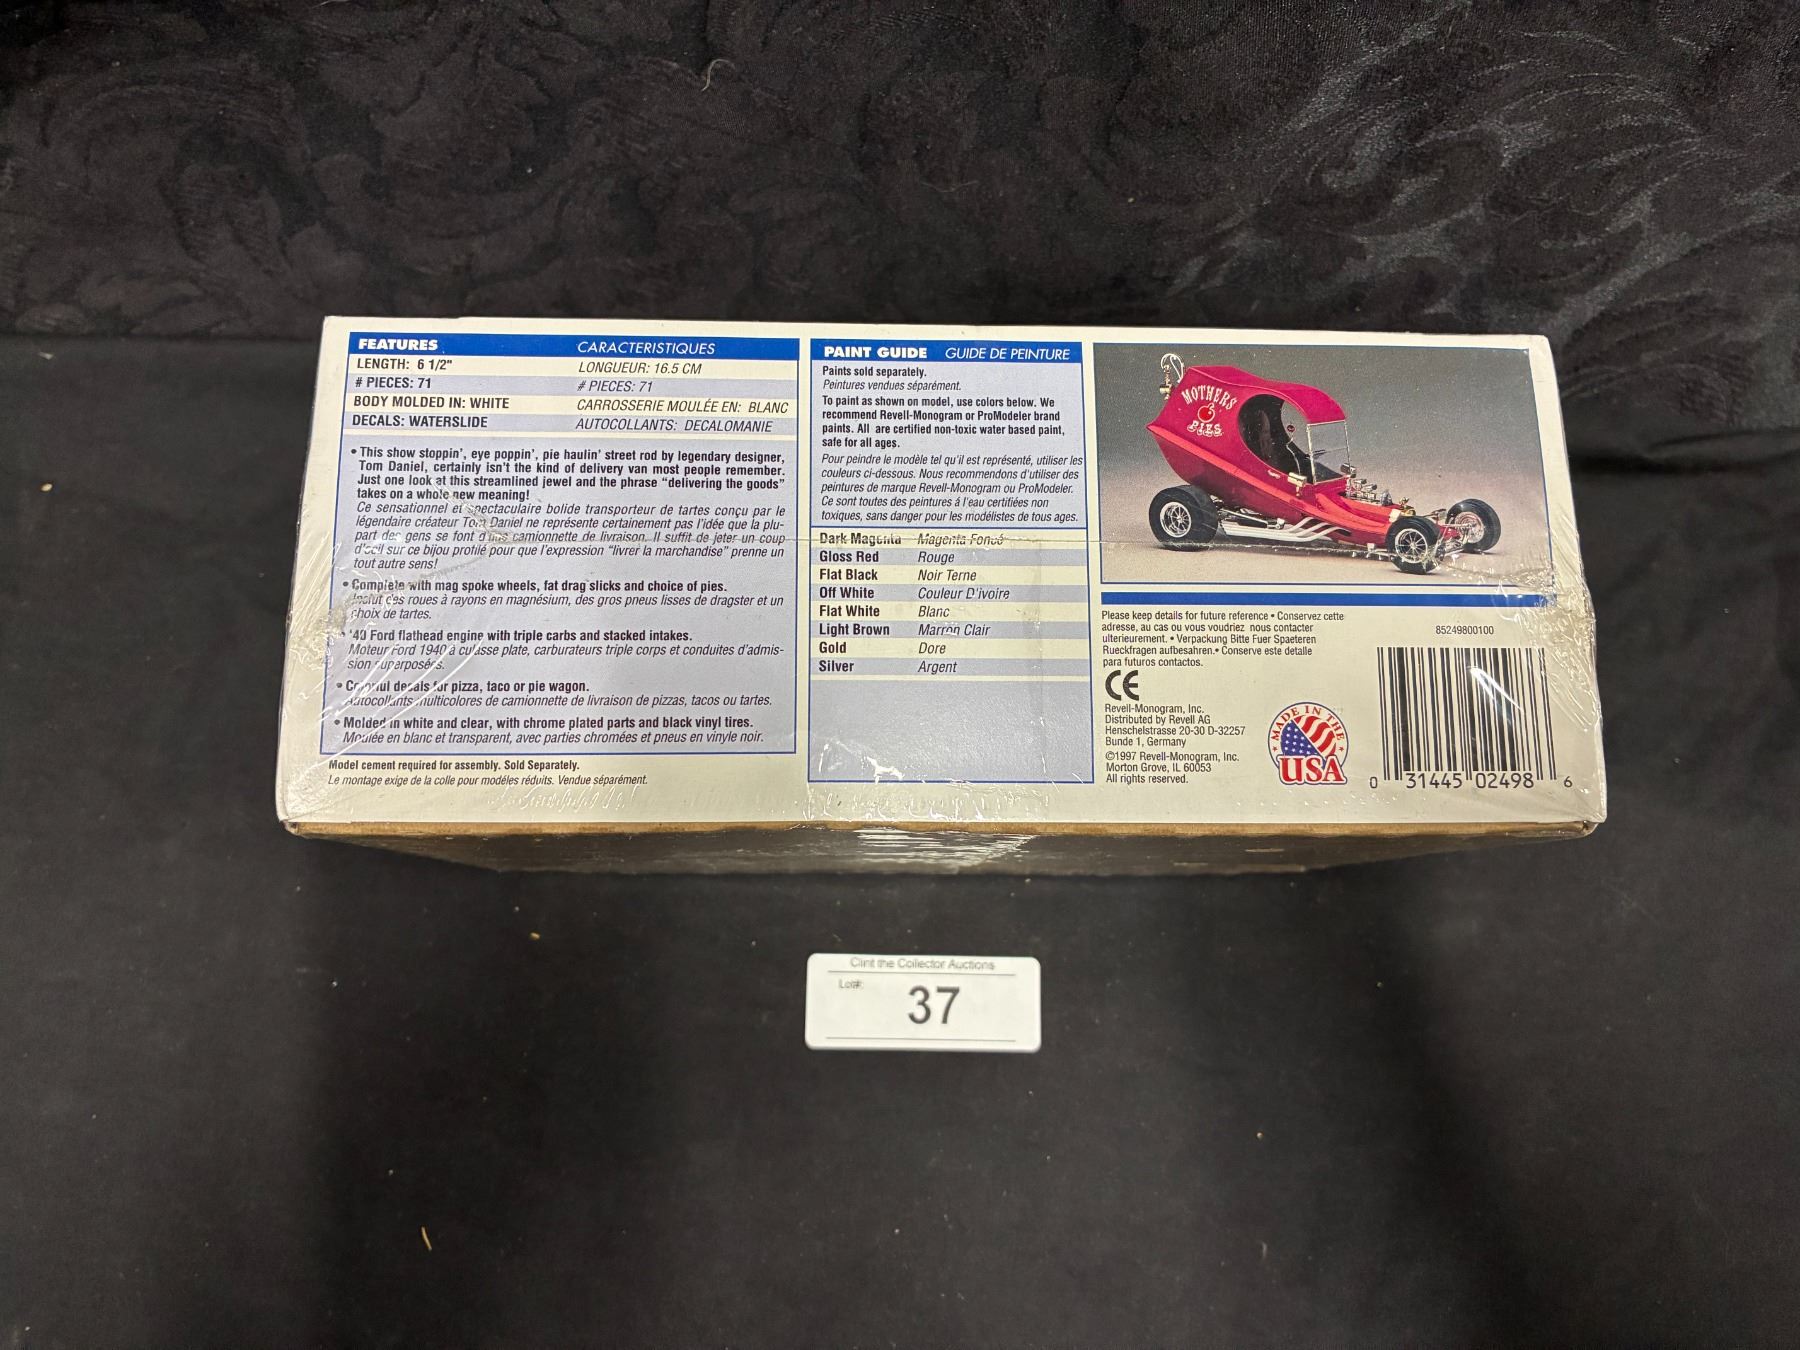 FEATURES CARACTERISTIQUES
LENGTH: 6 1/2" LONGUEUR: 16.5 CM
# PIECES: 71 # PIECES: 71
BODY MOLDED IN: WHITE CARROSSERIE MOULÉE EN: BLANC
DECALS: WATERSLIDE AUTOCOLLANTS: DECALOMANIE
• This show stoppin', eye poppin', pie haulin' street rod by legendary designer,
Tom Daniel, certainly isn't the kind of delivery van most people remember.
Just one look at this streamlined jewel and the phrase "delivering the goods"
takes on a whole new meaning!
Ce sensationnel et spectaculaire bolide transporteur de tartes conçu par le
légendaire créateur Tom Daniel ne représente certainement pas l'idée que la plu-
part des gens se font d'une camionnette de livraison. Il suffit de jeter un coup
d'oeil sur ce bijou profilé pour que l'expression "livrer la marchandise" prenne un
tout autre sens!
• Complete with mag spoke wheels, fat drag slicks and choice of pies.
Inclut des roues à rayons en magnésium, des gros pneus lisses de dragster et un
choix de tartes.
• '40 Ford flathead engine with triple carbs and stacked intakes.
Moteur Ford 1940 à culasse plate, carburateurs triple corps et conduites d'admis-
sion superposées.
• Colorful decals for pizza, taco or pie wagon.
Autocollants multicolores de camionnette de livraison de pizzas, tacos ou tartes.
• Molded in white and clear, with chrome plated parts and black vinyl tires.
Moulée en blanc et transparent, avec parties chromées et pneus en vinyle noir.
Model cement required for assembly. Sold Separately.
Le montage exige de la colle pour modèles réduits. Vendue séparément.
PAINT GUIDE GUIDE DE PEINTURE
Paints sold separately.
Peintures vendues séparément.
To paint as shown on model, use colors below. We
recommend Revell-Monogram or ProModeler brand
paints. All are certified non-toxic water based paint,
safe for all ages.
Pour peindre le modèle tel qu'il est représenté, utiliser les
couleurs ci-dessous. Nous recommendons d'utiliser des
peintures de marque Revell-Monogram ou ProModeler.
Ce sont toutes des peintures á l'eau certifiées non
toxiques, sans danger pour les modélistes de tous ages.
Dark Magenta Magenta Foncé
Gloss Red Rouge
Flat Black Noir Terne
Off White Couleur D'ivoire
Flat White Blanc
Light Brown Marron Clair
Gold Dore
Silver Argent
MOTHERS
PIES
Please keep details for future reference • Conservez cette
adresse, au cas ou vous voudriez nous contacter
ulterieurement. • Verpackung Bitte Fuer Spaeteren
Rueckfragen aufbesahren.• Conserve este detalle
para futuros contactos.
CE
Revell-Monogram, Inc.
Distributed by Revell AG
Henschelstrasse 20-30 D-32257
Bunde 1, Germany
©1997 Revell-Monogram, Inc.
Morton Grove, IL 60053
All rights reserved.
MADE IN THE
USA
85249800100
0 31445 02498 6
Clint the Collector Auctions
Lot#:
37